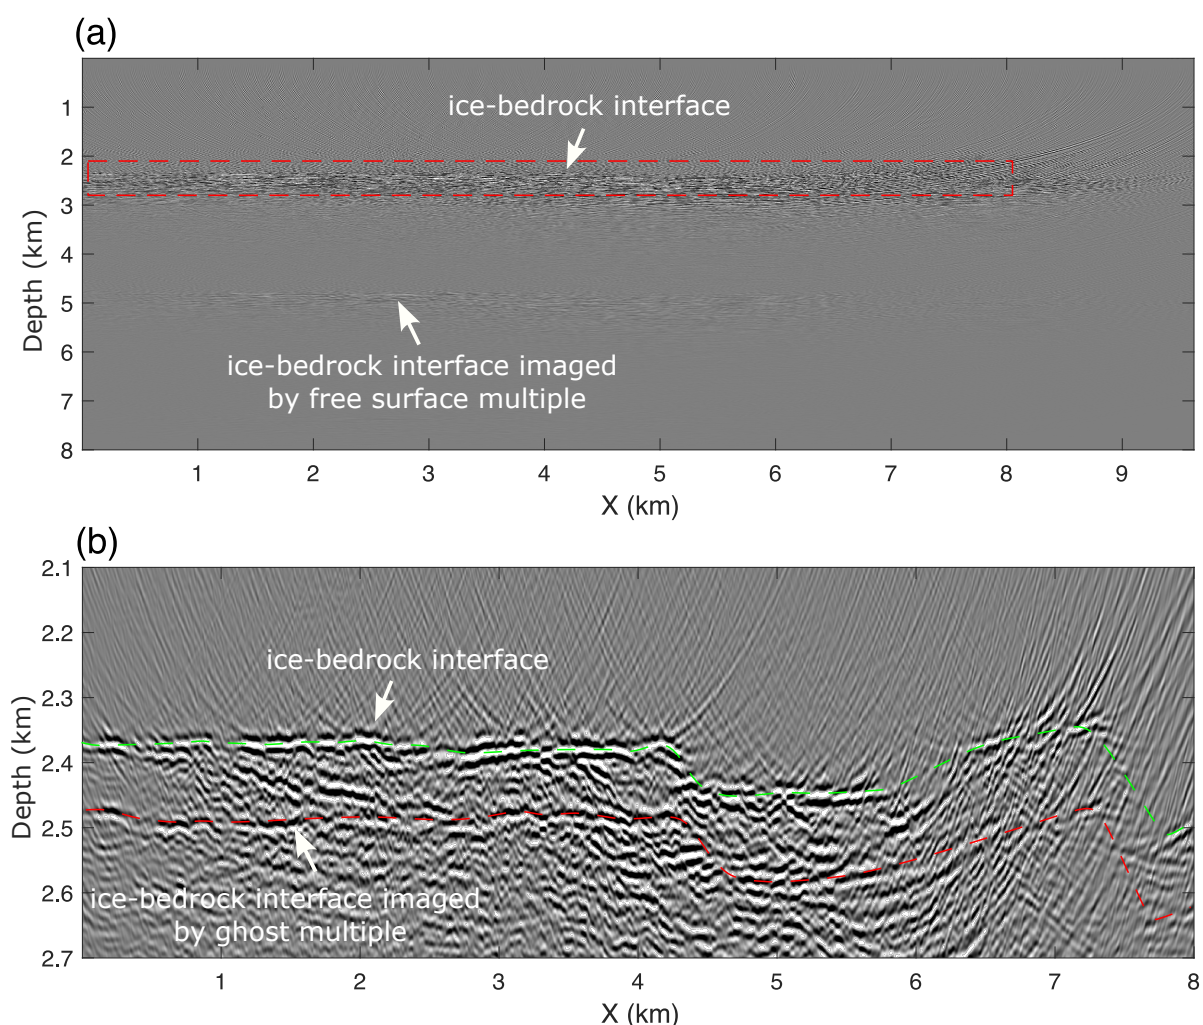 (a)
ice-bedrock interface
1
2
3
4
5
6
7
8
Depth (km)
ice-bedrock interface imaged
by free surface multiple
1 2 3 4 5 6 7 8 9
X (km)
(b)
2.1
2.2
2.3
2.4
2.5
2.6
2.7
Depth (km)
ice-bedrock interface
ice-bedrock interface imaged
by ghost multiple
1 2 3 4 5 6 7 8
X (km)